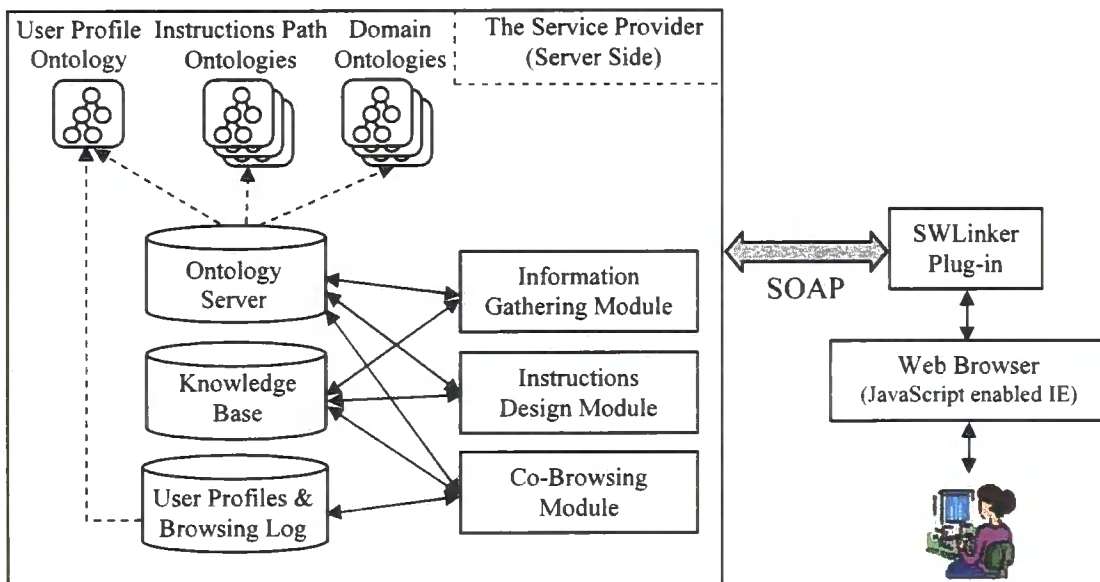 User Profile
Ontology
Instructions Path
Ontologies
Domain
Ontologies
The Service Provider
(Server Side)
Ontology
Server
Knowledge
Base
User Profiles &
Browsing Log
Information
Gathering Module
Instructions
Design Module
Co-Browsing
Module
SOAP
SWLinker
Plug-in
Web Browser
(JavaScript enabled IE)